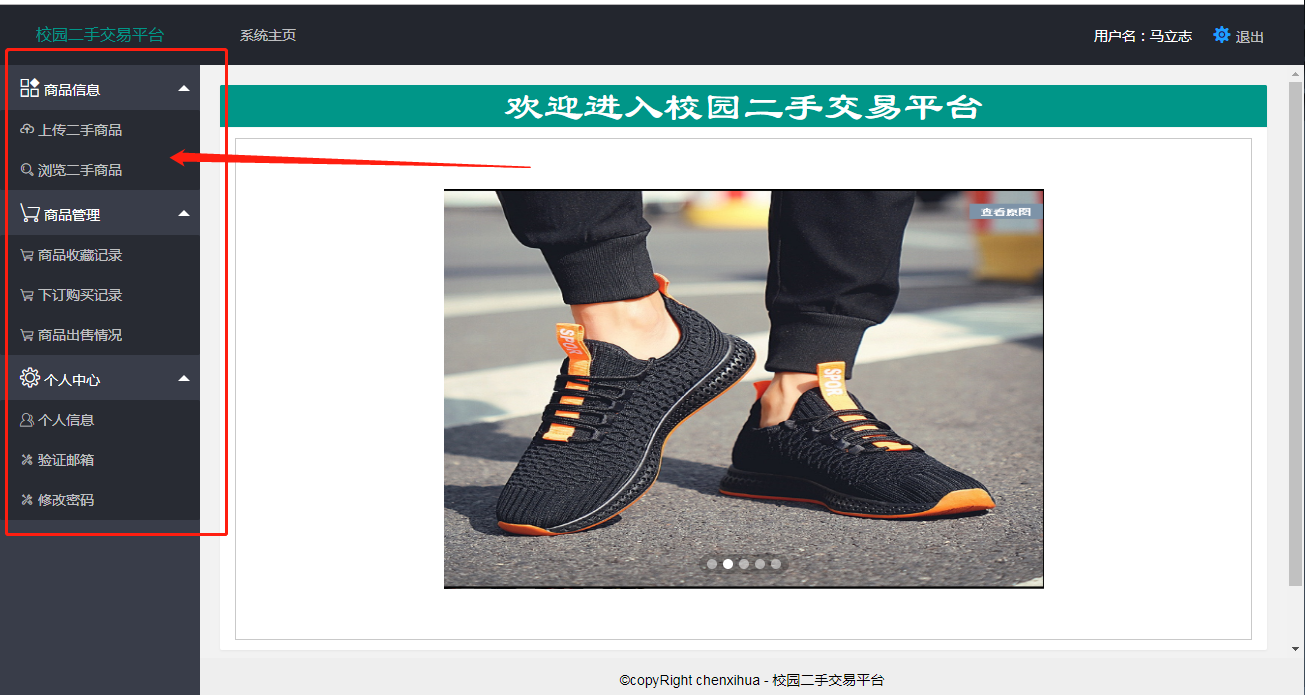 校园二手交易平台
系统主页
用户名：马立志
退出
商品信息
上传二手商品
浏览二手商品
商品管理
商品收藏记录
下订购买记录
商品出售情况
个人中心
个人信息
验证邮箱
修改密码
欢迎进入校园二手交易平台
查看原图
SPOR
SPOR
©copyRight chenxihua - 校园二手交易平台